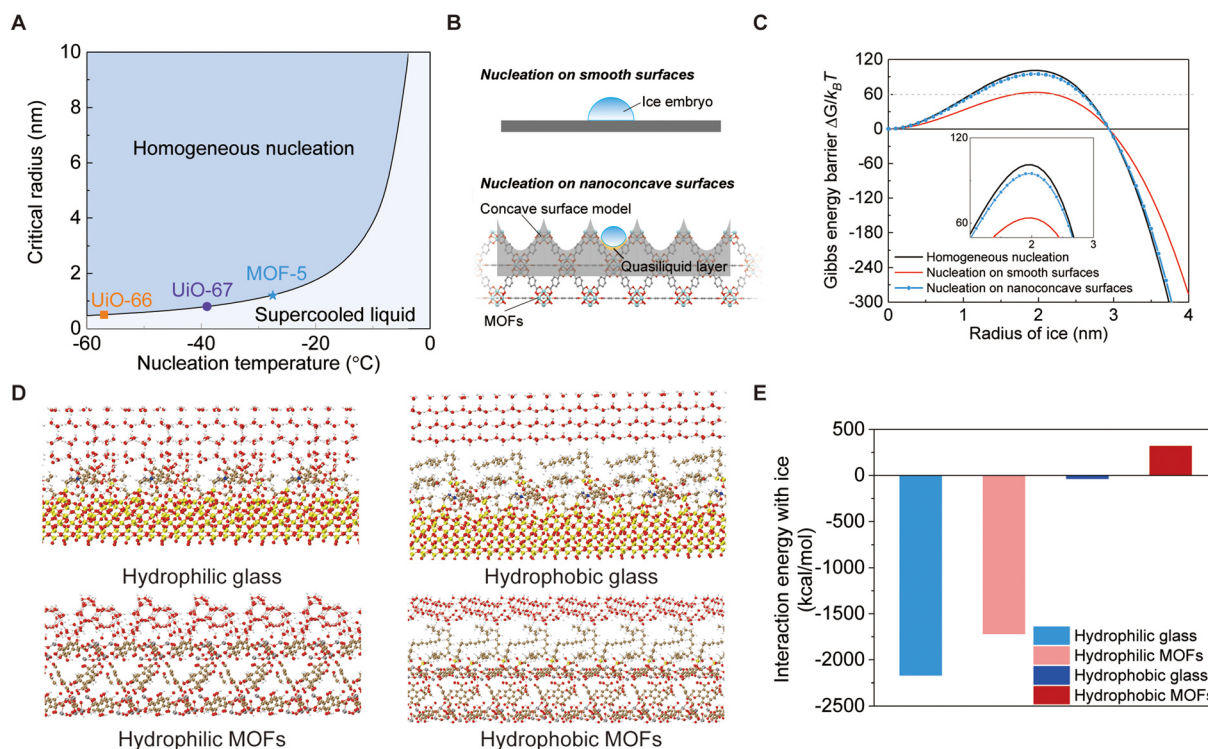 A
10
8
6
4
2
0
Critical radius (nm)
Homogeneous nucleation
MOF-5
UiO-67
UiO-66
Supercooled liquid
-60
-40
-20
0
Nucleation temperature (°C)
B
Nucleation on smooth surfaces
Ice embryo
Nucleation on nanoconcave surfaces
Concave surface model
Quasiliquid layer
MOFs
C
120
60
0
-60
-120
-180
-240
-300
Gibbs energy barrier ΔG/k_BT
120
60
2
3
Homogeneous nucleation
Nucleation on smooth surfaces
Nucleation on nanoconcave surfaces
0
1
2
3
4
Radius of ice (nm)
D
Hydrophilic glass
Hydrophobic glass
Hydrophilic MOFs
Hydrophobic MOFs
E
500
0
-500
-1000
-1500
-2000
-2500
Interaction energy with ice
(kcal/mol)
Hydrophilic glass
Hydrophilic MOFs
Hydrophobic glass
Hydrophobic MOFs